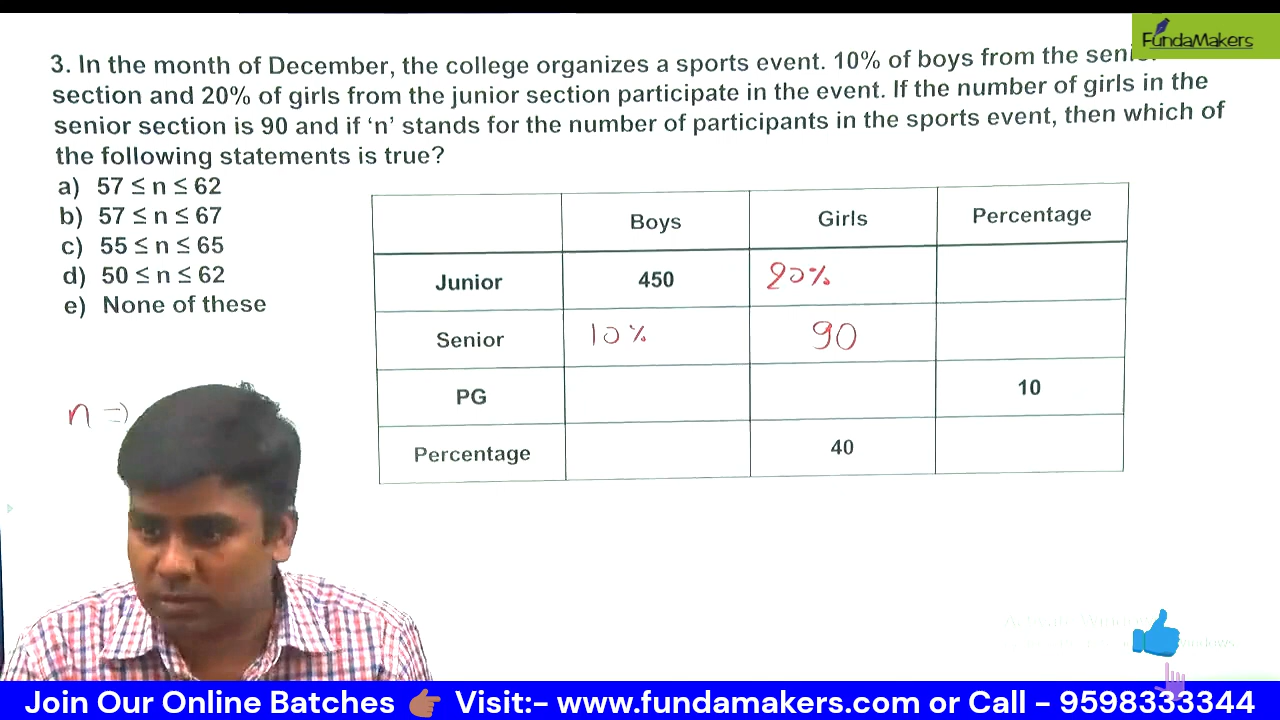 FundaMakers
3. In the month of December, the college organizes a sports event. 10% of boys from the
section and 20% of girls from the junior section participate in the event. If the number of girls in the
senior section is 90 and if ‘n’ stands for the number of participants in the sports event, then which of
the following statements is true?
a) 57 ≤ n ≤ 62
b) 57 ≤ n ≤ 67
c) 55 ≤ n ≤ 65
d) 50 ≤ n ≤ 62
e) None of these
Boys Girls Percentage
Junior 450 20%
Senior 10% 90
PG 10
Percentage 40
n =>
Join Our Online Batches Visit:- www.fundamakers.com or Call - 9598333344